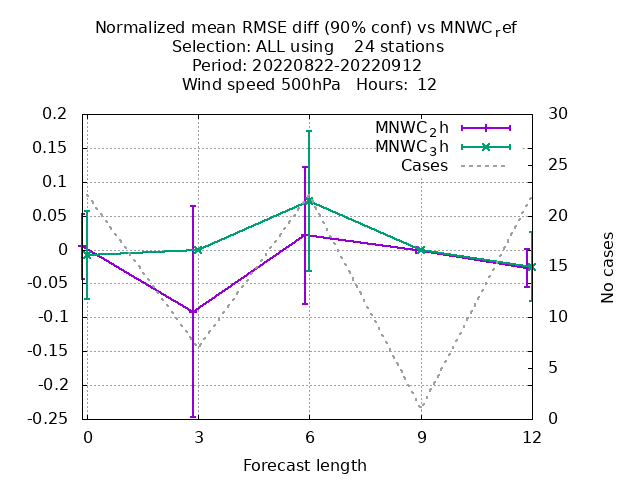 Normalized mean RMSE diff (90% conf) vs MNWC_ref
Selection: ALL using    24 stations
Period: 20220822-20220912
Wind speed 500hPa   Hours:  12
MNWC_2h
MNWC_3h
Cases
0.2
0.15
0.1
0.05
0
-0.05
-0.1
-0.15
-0.2
-0.25
30
25
20
15
10
5
0
No cases
0 3 6 9 12
Forecast length